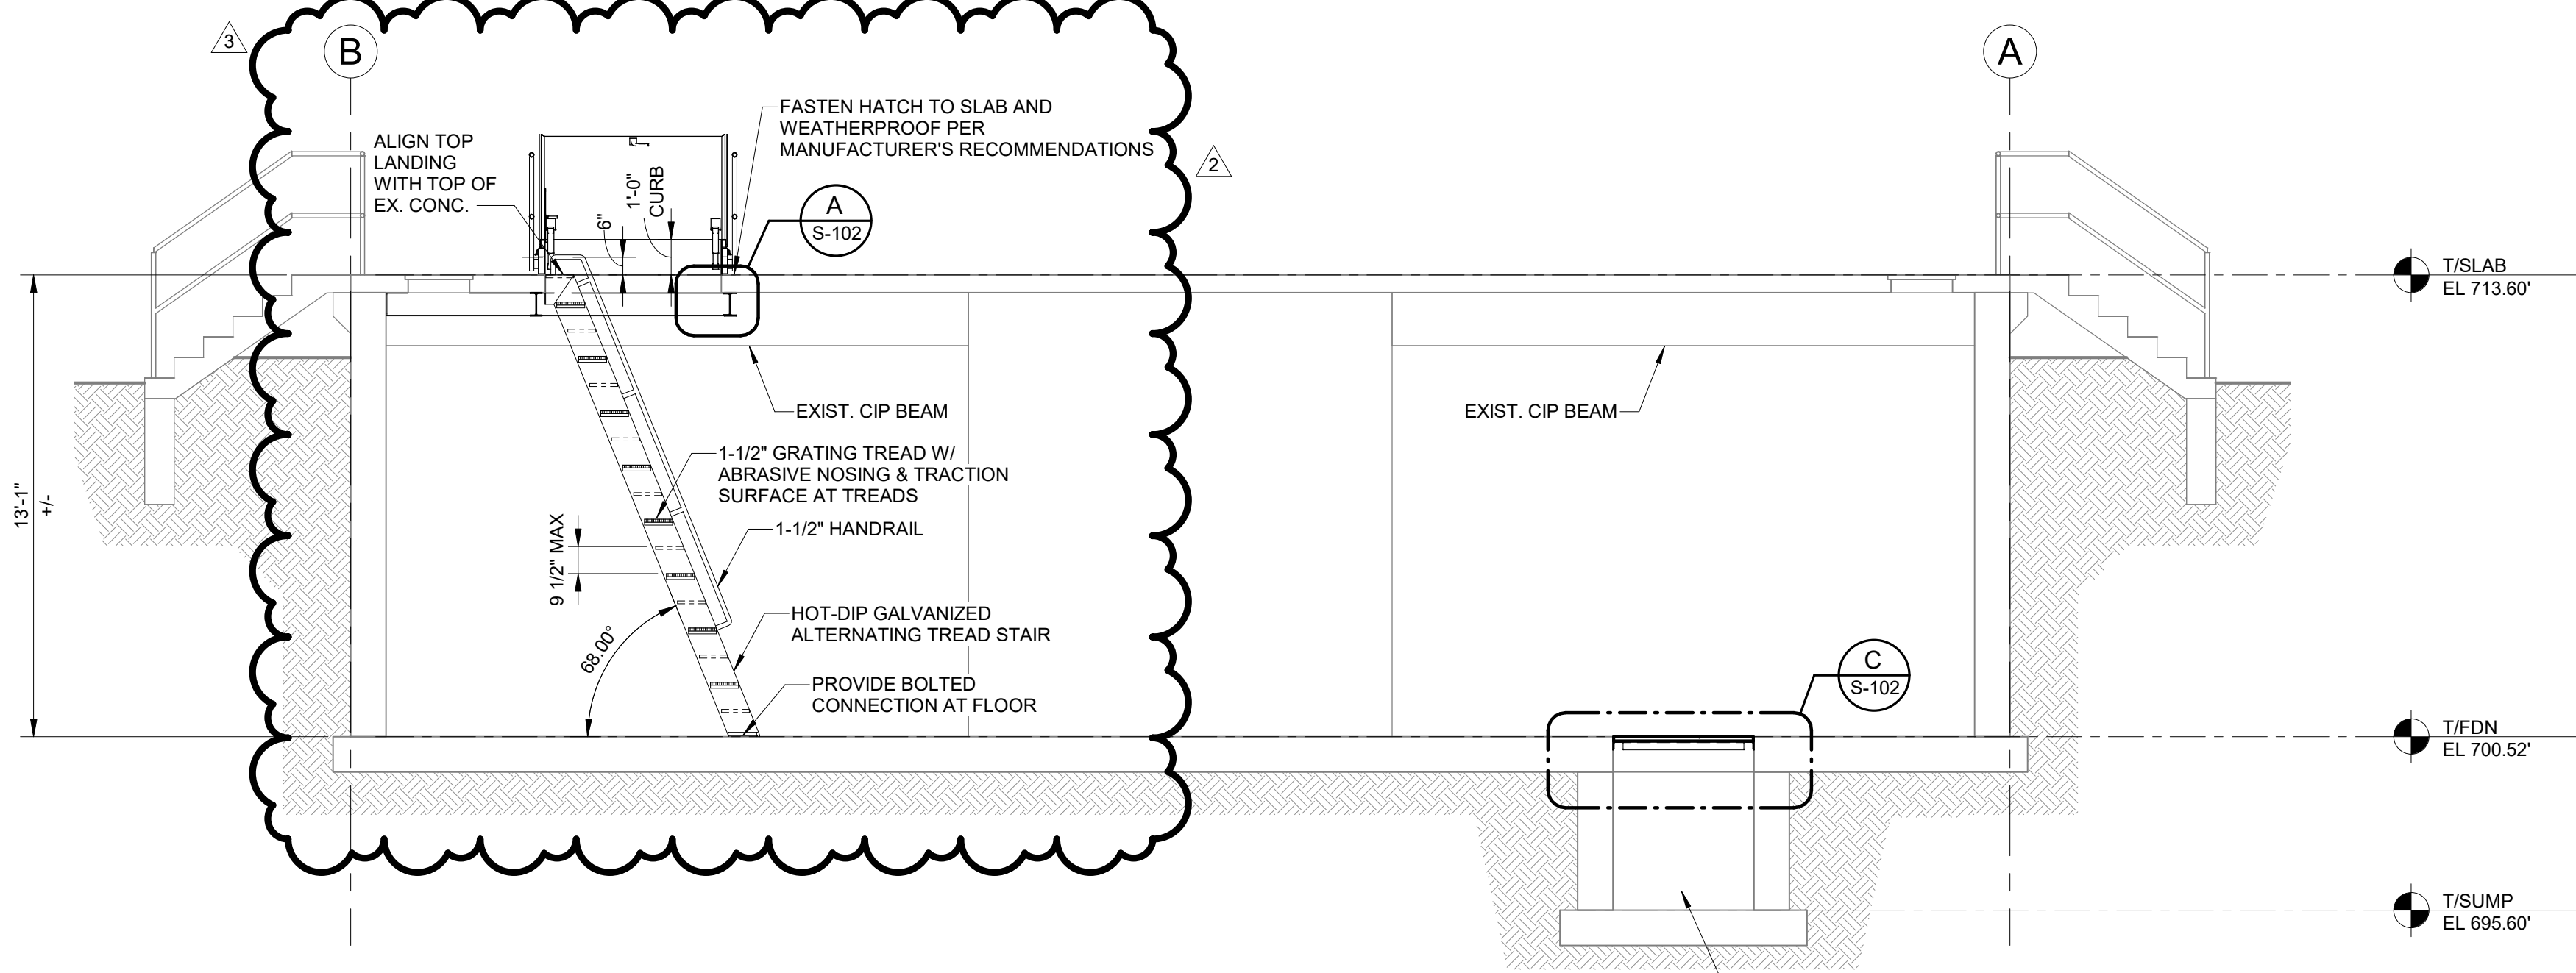 3
B
A
FASTEN HATCH TO SLAB AND
WEATHERPROOF PER
MANUFACTURER'S RECOMMENDATIONS
ALIGN TOP
LANDING
WITH TOP OF
EX. CONC.
2
6"
1'-0"
CURB
A
S-102
T/SLAB
EL 713.60'
EXIST. CIP BEAM
EXIST. CIP BEAM
1-1/2" GRATING TREAD W/
ABRASIVE NOSING & TRACTION
SURFACE AT TREADS
13'-1"
+/-
1-1/2" HANDRAIL
9 1/2" MAX
HOT-DIP GALVANIZED
ALTERNATING TREAD STAIR
68.00°
PROVIDE BOLTED
CONNECTION AT FLOOR
C
S-102
T/FDN
EL 700.52'
T/SUMP
EL 695.60'